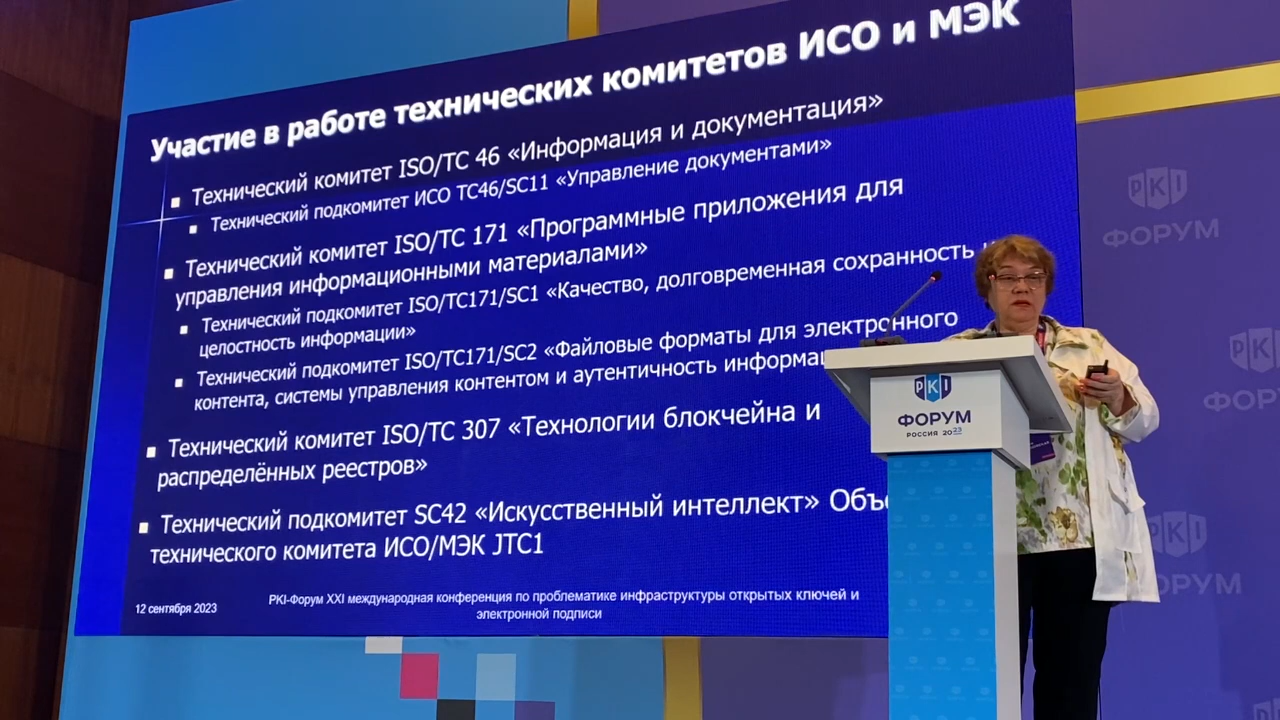 Участие в работе технических комитетов ИСО и МЭК
▪ Технический комитет ISO/TC 46 «Информация и документация»
▪ Технический подкомитет ИСО TC46/SC11 «Управление документами»
▪ Технический комитет ISO/TC 171 «Программные приложения для
управления информационными материалами»
▪ Технический подкомитет ISO/TC171/SC1 «Качество, долговременная сохранность
целостность информации»
▪ Технический подкомитет ISO/TC171/SC2 «Файловые форматы для электронного
контента, системы управления контентом и аутентичность
▪ Технический комитет ISO/TC 307 «Технологии блокчейна и
распределённых реестров»
▪ Технический подкомитет SC42 «Искусственный интеллект»
технического комитета ИСО/МЭК JTC1
12 сентября 2023
PKI-Форум XXI международная конференция по проблематике инфраструктуры открытых ключей и
электронной подписи
PKI
ФОРУМ
РОССИЯ 2023
PKI
ФОРУМ
PKI
PKI